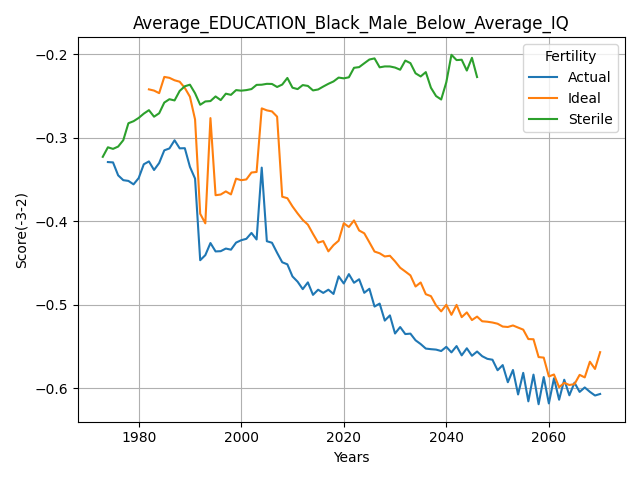 Average_EDUCATION_Black_Male_Below_Average_IQ
Fertility
Actual
Ideal
Sterile
Score(-3-2)
−0.2
−0.3
−0.4
−0.5
−0.6
1980
2000
2020
2040
2060
Years